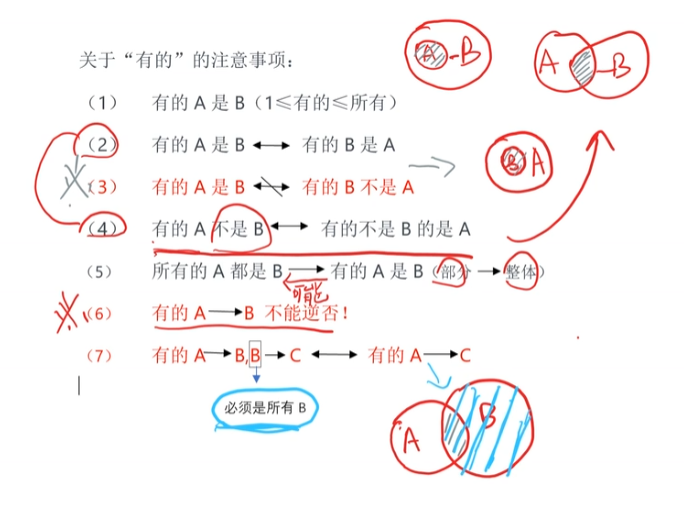 关于“有的”的注意事项：
（1） 有的 A 是 B（1≤有的≤所有）
（2） 有的 A 是 B ⟷ 有的 B 是 A
（3） 有的 A 是 B ⟷ 有的 B 不是 A
（4） 有的 A 不是 B ⟷ 有的不是 B 的是 A
（5） 所有的 A 都是 B ⟶ 有的 A 是 B（部分 → 整体）
可能
（6） 有的 A ⟶ B 不能逆否！
（7） 有的 A → B,B → C ⟷ 有的 A ⟶ C
必须是所有 B
A B
A B
B A
A B